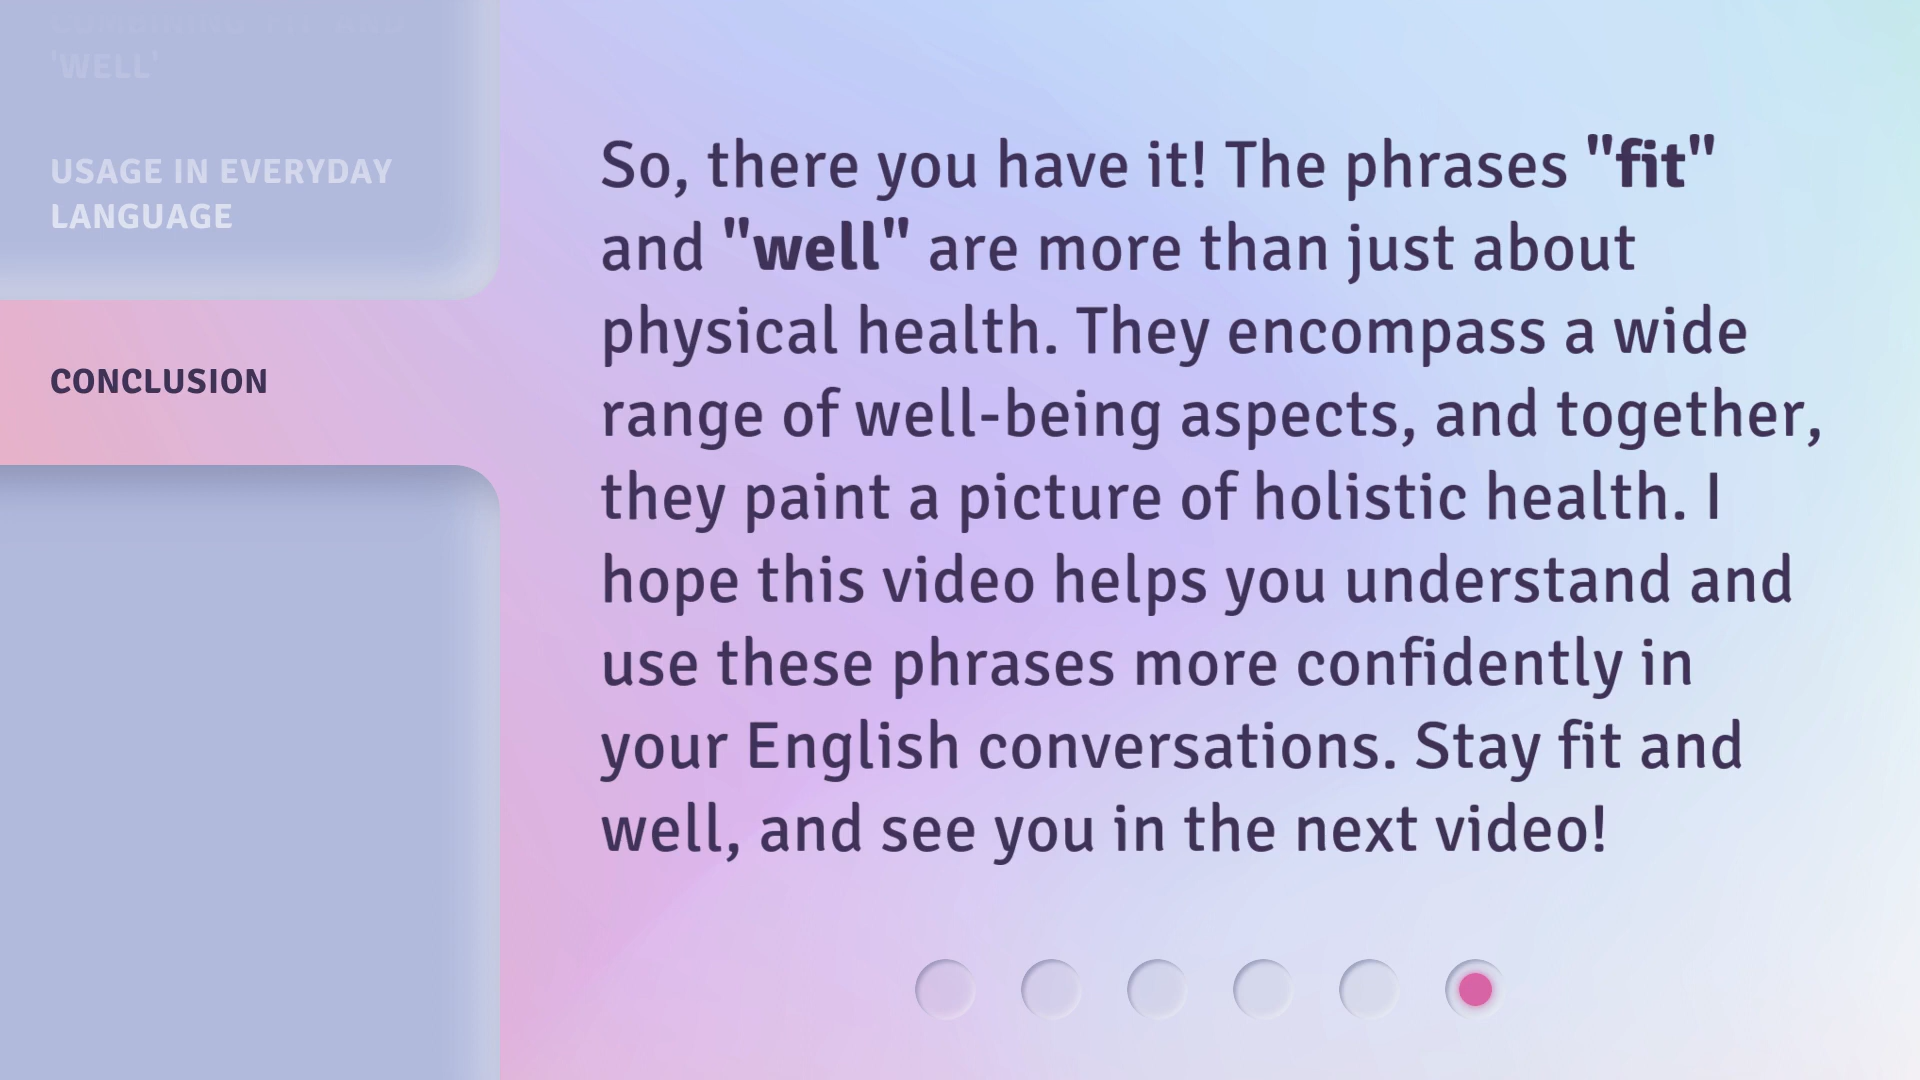 COMBINING 'FIT' AND
'WELL'
USAGE IN EVERYDAY
LANGUAGE
CONCLUSION
So, there you have it! The phrases "fit"
and "well" are more than just about
physical health. They encompass a wide
range of well-being aspects, and together,
they paint a picture of holistic health. I
hope this video helps you understand and
use these phrases more confidently in
your English conversations. Stay fit and
well, and see you in the next video!